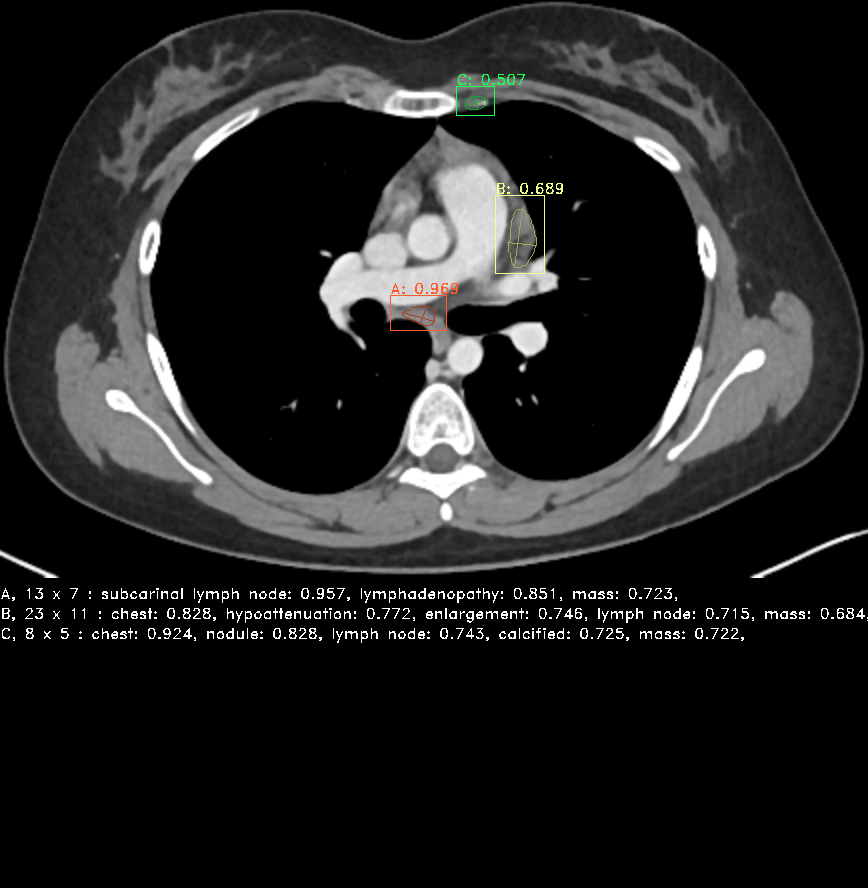 C: 0.507
B: 0.689
A: 0.969
A, 13 x 7 : subcarinal lymph node: 0.957, lymphadenopathy: 0.851, mass: 0.723,
B, 23 x 11 : chest: 0.828, hypoattenuation: 0.772, enlargement: 0.746, lymph node: 0.715, mass: 0.684,
C, 8 x 5 : chest: 0.924, nodule: 0.828, lymph node: 0.743, calcified: 0.725, mass: 0.722,